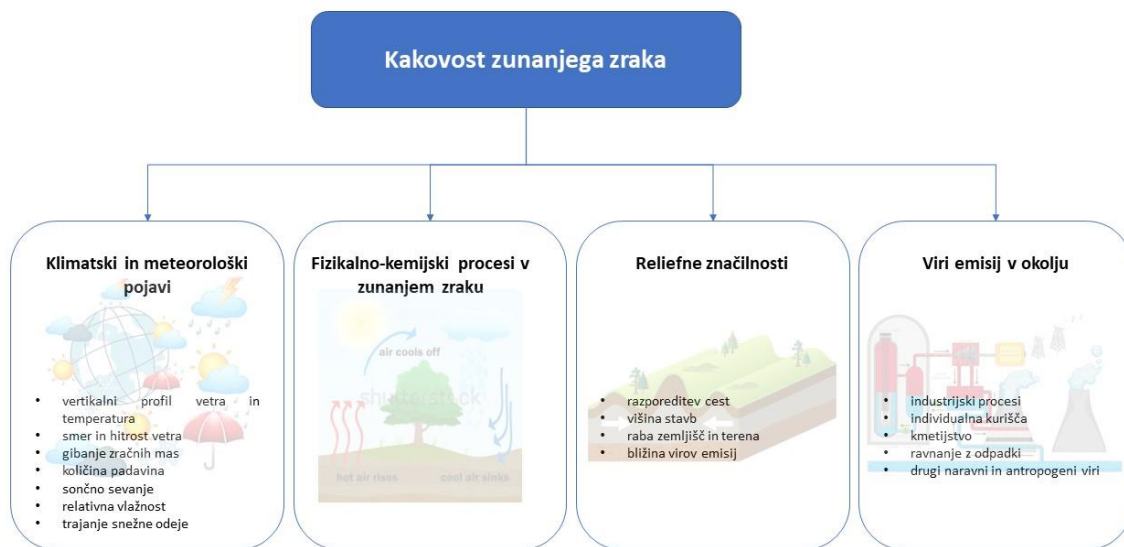 Kakovost zunanjega zraka
Klimatski in meteorološki
pojavi
• vertikalni profil vetra in
temperatura
• smer in hitrost vetra
• gibanje zračnih mas
• količina padavina
• sončno sevanje
• relativna vlažnost
• trajanje snežne odeje
Fizikalno-kemijski procesi v
zunanjem zraku
air cools off
shutterstock
hot air rises
cool air sinks
Reliefne značilnosti
• razporeditev cest
• višina stavb
• raba zemljišč in terena
• bližina virov emisij
Viri emisij v okolju
• industrijski procesi
• individualna kurišča
• kmetijstvo
• ravnanje z odpadki
• drugi naravni in antropogeni viri